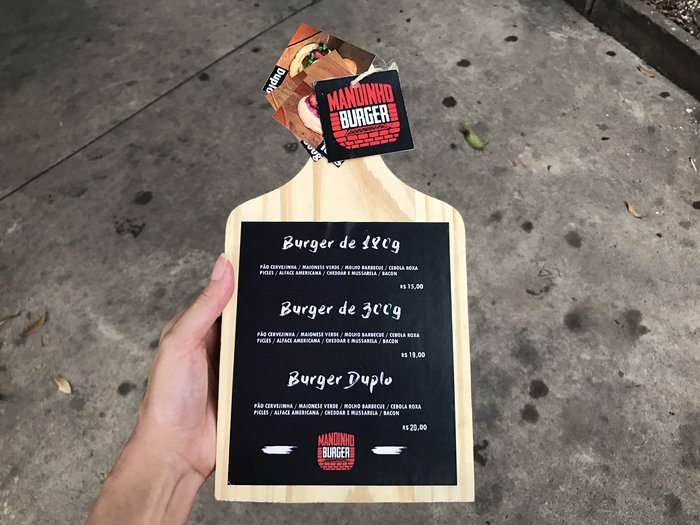 Duplo
MANDINHO
BURGER
Burger de 180g
PÃO CERVEJINHA / MAIONESE VERDE / MOLHO BARBECUE / CEBOLA ROXA
PICLES / ALFACE AMERICANA / CHEDDAR E MUSSARELA / BACON
R$ 15,00
Burger de 300g
PÃO CERVEJINHA / MAIONESE VERDE / MOLHO BARBECUE / CEBOLA ROXA
PICLES / ALFACE AMERICANA / CHEDDAR E MUSSARELA / BACON
R$ 19,00
Burger Duplo
PÃO CERVEJINHA / MAIONESE VERDE / MOLHO BARBECUE / CEBOLA ROXA
PICLES / ALFACE AMERICANA / CHEDDAR E MUSSARELA / BACON
R$ 20,00
MANDINHO
BURGER